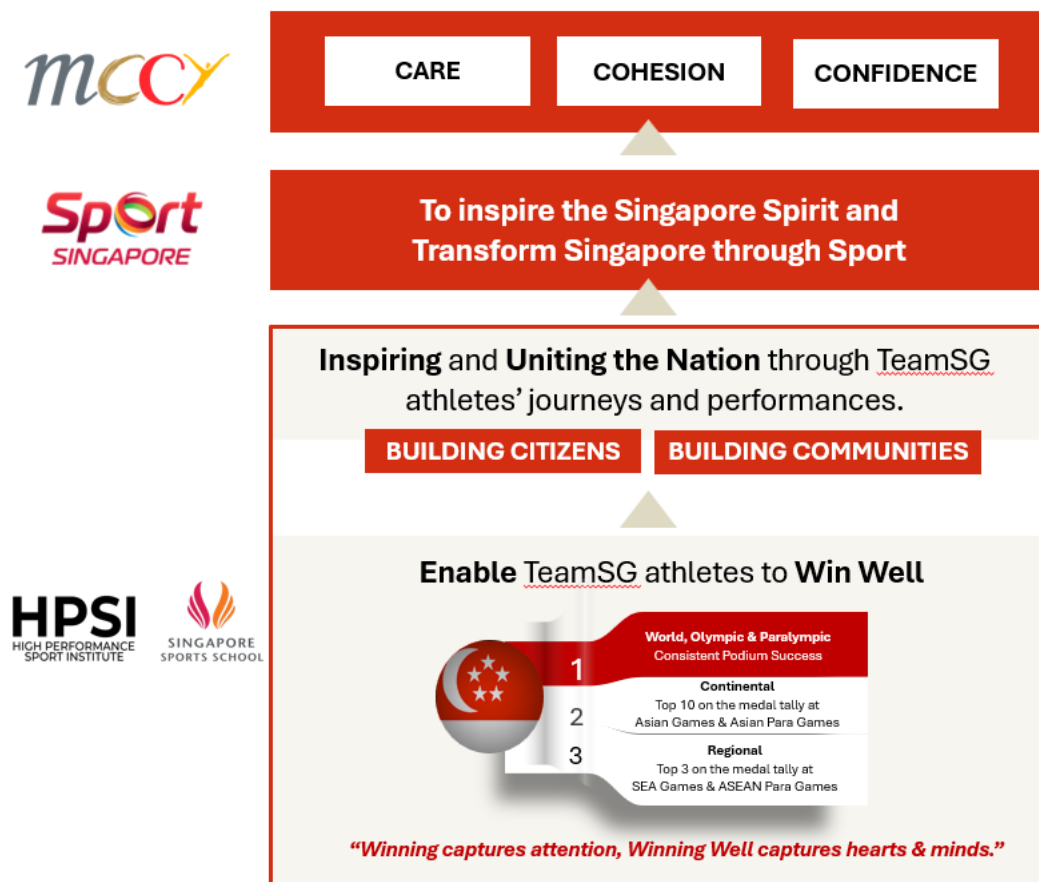 mccy
CARE
COHESION
CONFIDENCE
Sport
SINGAPORE
To inspire the Singapore Spirit and
Transform Singapore through Sport
Inspiring and Uniting the Nation through TeamSG
athletes’ journeys and performances.
BUILDING CITIZENS
BUILDING COMMUNITIES
HPSI
HIGH PERFORMANCE
SPORT INSTITUTE
SINGAPORE
SPORTS SCHOOL
Enable TeamSG athletes to Win Well
1
World, Olympic & Paralympic
Consistent Podium Success
2
Continental
Top 10 on the medal tally at
Asian Games & Asian Para Games
3
Regional
Top 3 on the medal tally at
SEA Games & ASEAN Para Games
“Winning captures attention, Winning Well captures hearts & minds.”